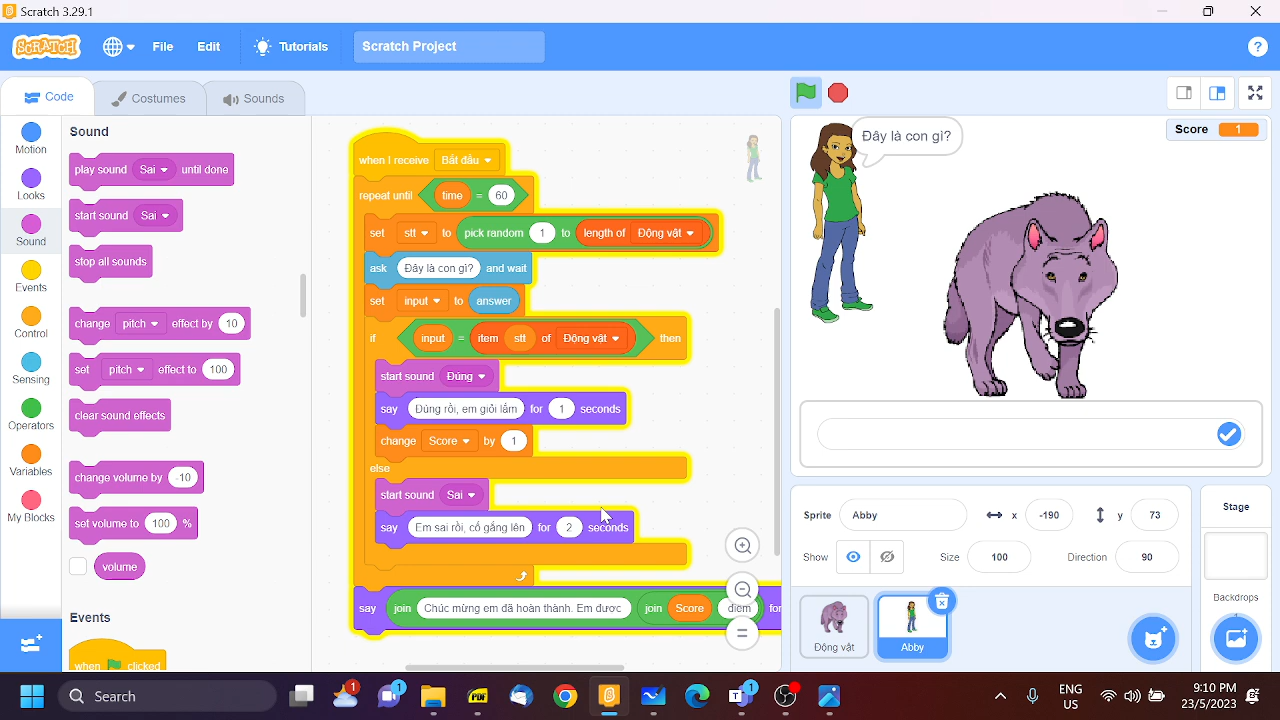 Scratch 3.29.1
SCRATCH File Edit Tutorials Scratch Project ?
Code Costumes Sounds
Motion
Looks
Sound
Events
Control
Sensing
Operators
Variables
My Blocks
Sound
play sound Sai until done
start sound Sai
stop all sounds
change pitch effect by 10
set pitch effect to 100
clear sound effects
change volume by -10
set volume to 100 %
volume
Events
when clicked
when I receive Bắt đầu
repeat until time = 60
set stt to pick random 1 to length of Động vật
ask Đây là con gì? and wait
set input to answer
if input = item stt of Động vật then
start sound Đúng
say Đúng rồi, em giỏi lắm for 1 seconds
change Score by 1
else
start sound Sai
say Em sai rồi, cố gắng lên for 2 seconds
say join Chúc mừng em đã hoàn thành. Em được join Score điểm for
Đây là con gì?
Score 1
Sprite Abby x -190 y 73
Show Size 100 Direction 90
Động vật
Abby
Stage
Backdrops
Search
1
1
PDF
1
ENG
US
9:10 PM
23/5/2023